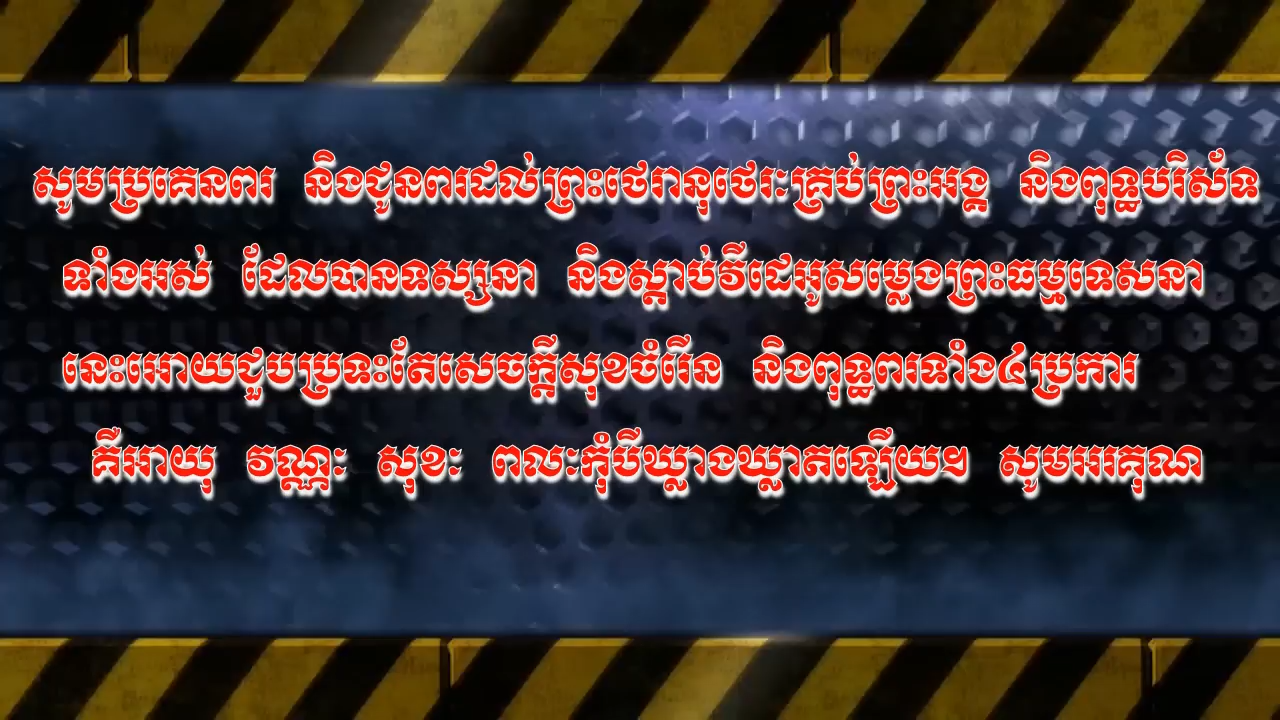 សូមប្រគេនពរ និងជូនពរដល់ព្រះថេរានុថេរៈគ្រប់ព្រះអង្គ និងពុទ្ធបរិស័ទ
ទាំងអស់ ដែលបានទស្សនា និងស្ដាប់វីដេអូសម្លេងព្រះធម្មទេសនា
នេះអោយជួបប្រទះតែសេចក្ដីសុខចំរើន និងពុទ្ធពរទាំង៤ប្រការ
គឺអាយុ វណ្ណៈ សុខៈ ពលៈកុំបីឃ្លាងឃ្លាតឡើយ។ សូមអរគុណ